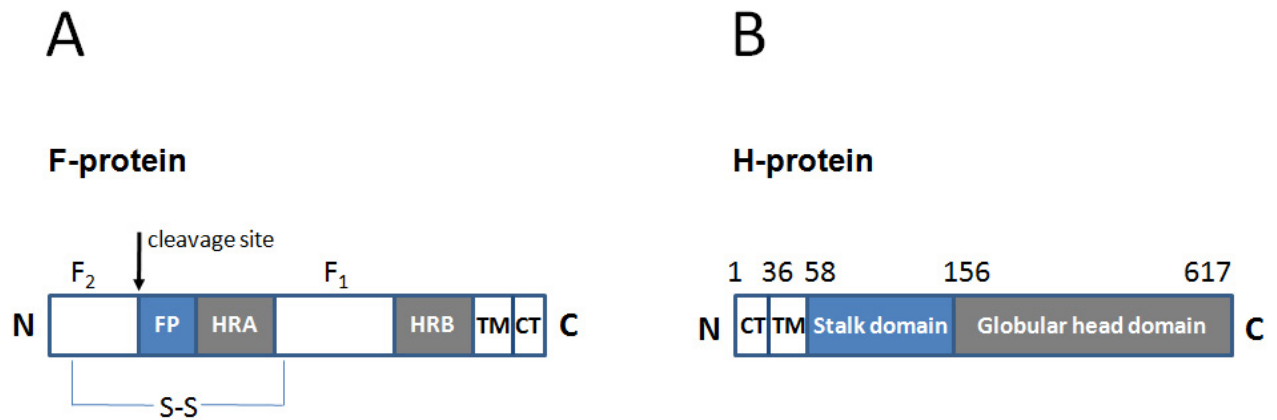 A
F-protein
cleavage site
F₂ F₁
N FP HRA HRB TM CT C
S-S
B
H-protein
1 36 58 156 617
N CT TM Stalk domain Globular head domain C